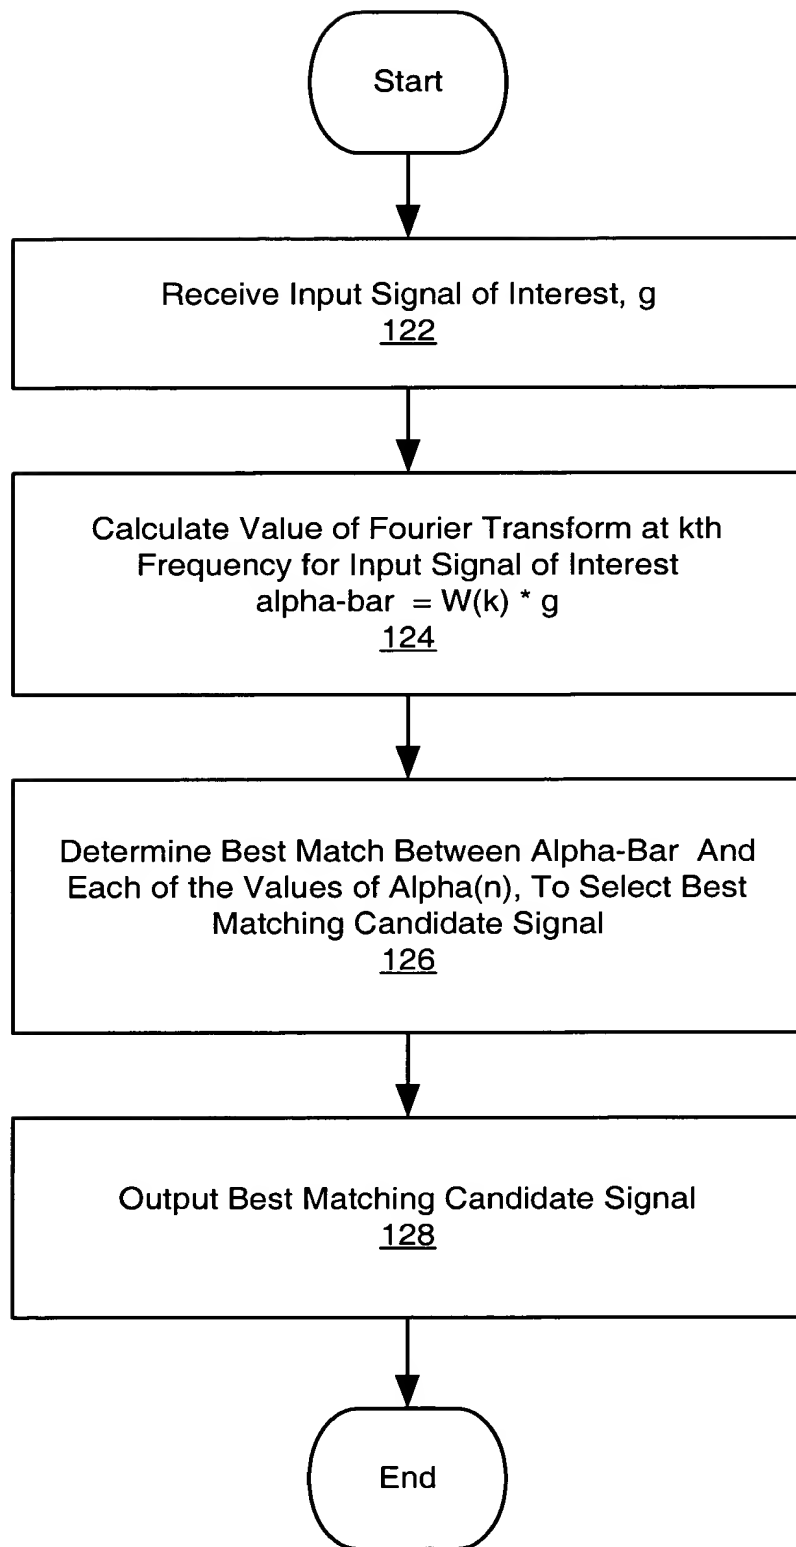 Start
Receive Input Signal of Interest, g
122
Calculate Value of Fourier Transform at kth
Frequency for Input Signal of Interest
alpha-bar = W(k) * g
124
Determine Best Match Between Alpha-Bar And
Each of the Values of Alpha(n), To Select Best
Matching Candidate Signal
126
Output Best Matching Candidate Signal
128
End